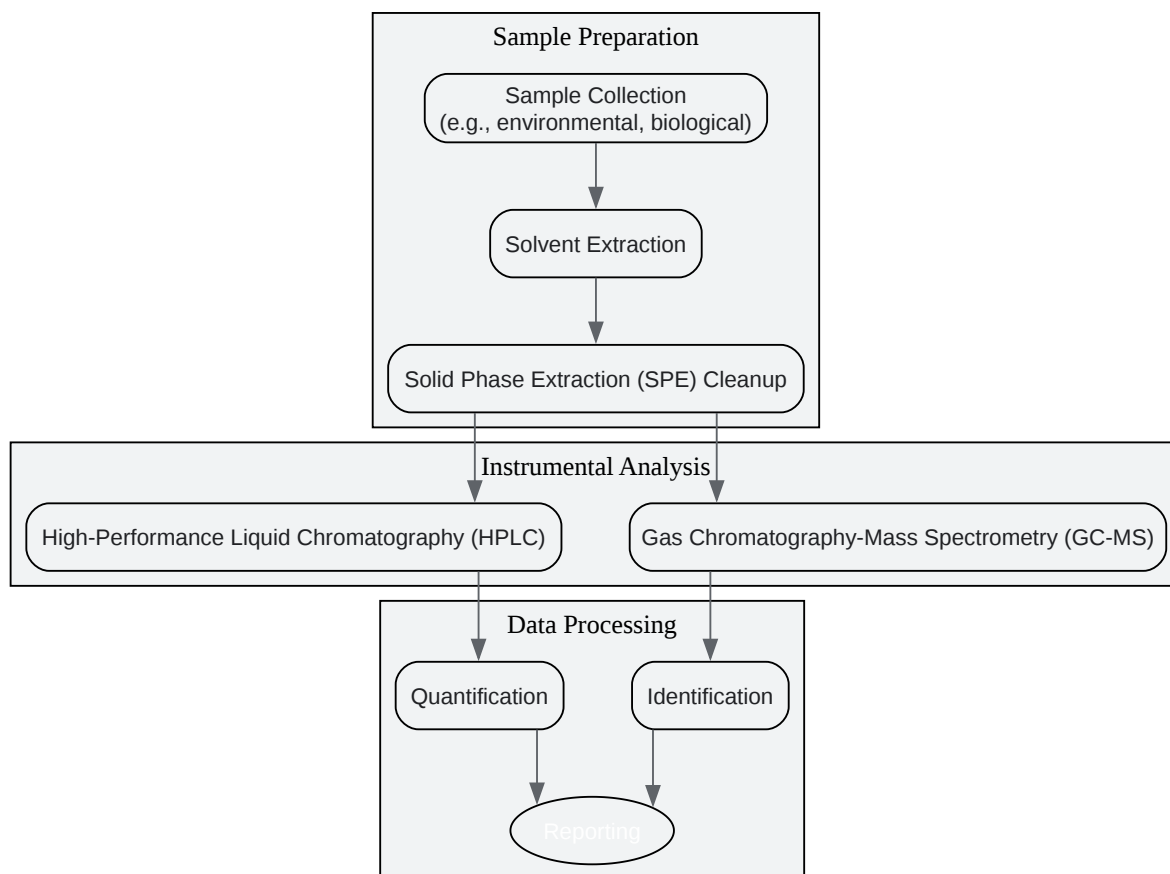 Sample Preparation
Sample Collection
(e.g., environmental, biological)
Solvent Extraction
Solid Phase Extraction (SPE) Cleanup
Instrumental Analysis
High-Performance Liquid Chromatography (HPLC)
Gas Chromatography-Mass Spectrometry (GC-MS)
Data Processing
Quantification
Identification
Reporting